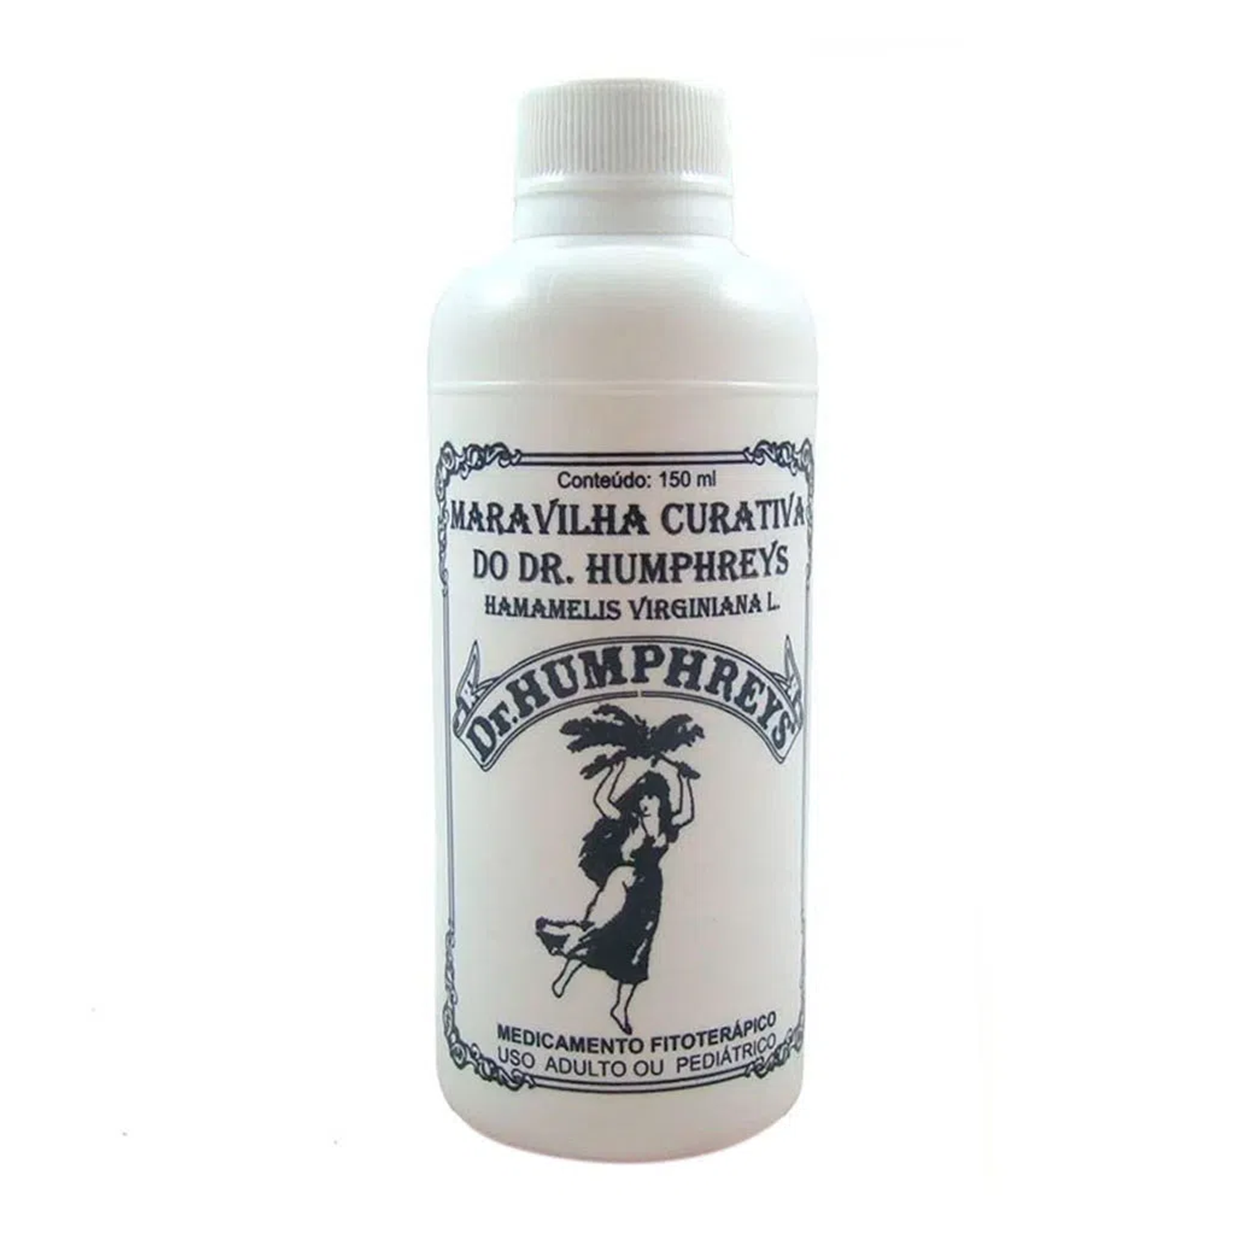 Conteúdo: 150 ml
MARAVILHA CURATIVA
DO DR. HUMPHREYS
HAMAMELIS VIRGINIANA L.
Dr. HUMPHREYS
MEDICAMENTO FITOTERÁPICO
USO ADULTO OU PEDIÁTRICO